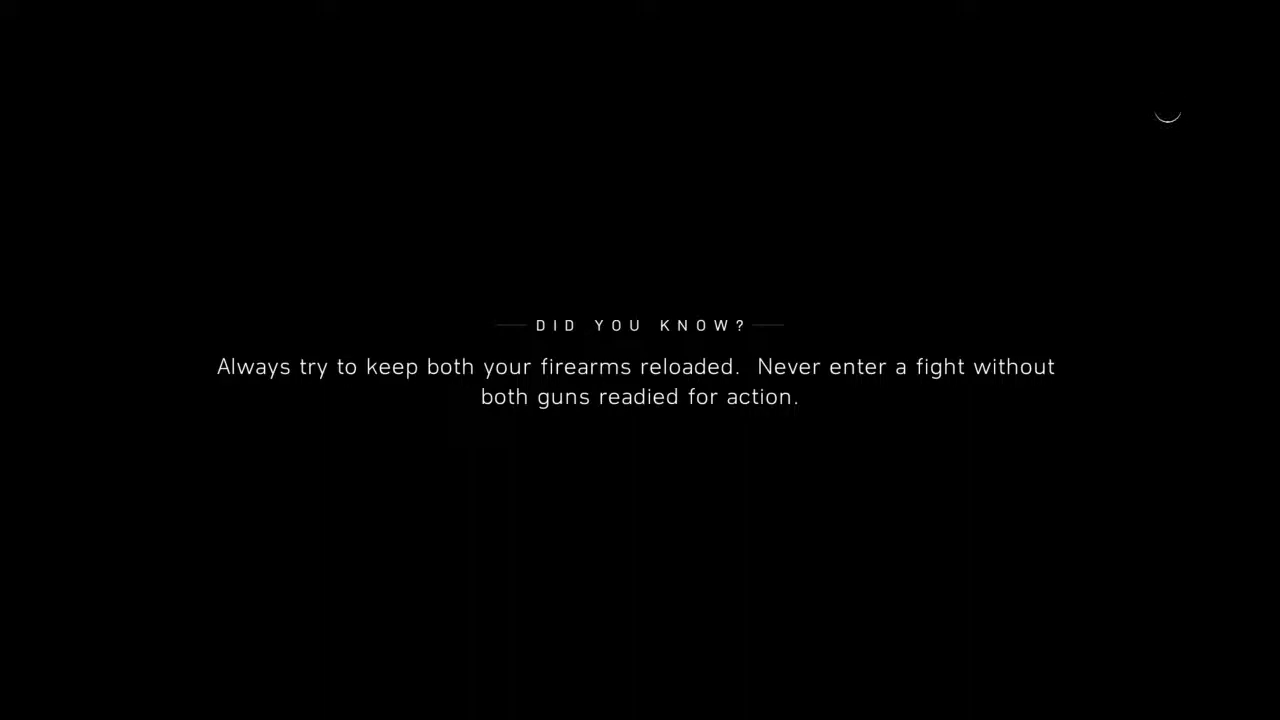 DID YOU KNOW?
Always try to keep both your firearms reloaded.  Never enter a fight without
both guns readied for action.